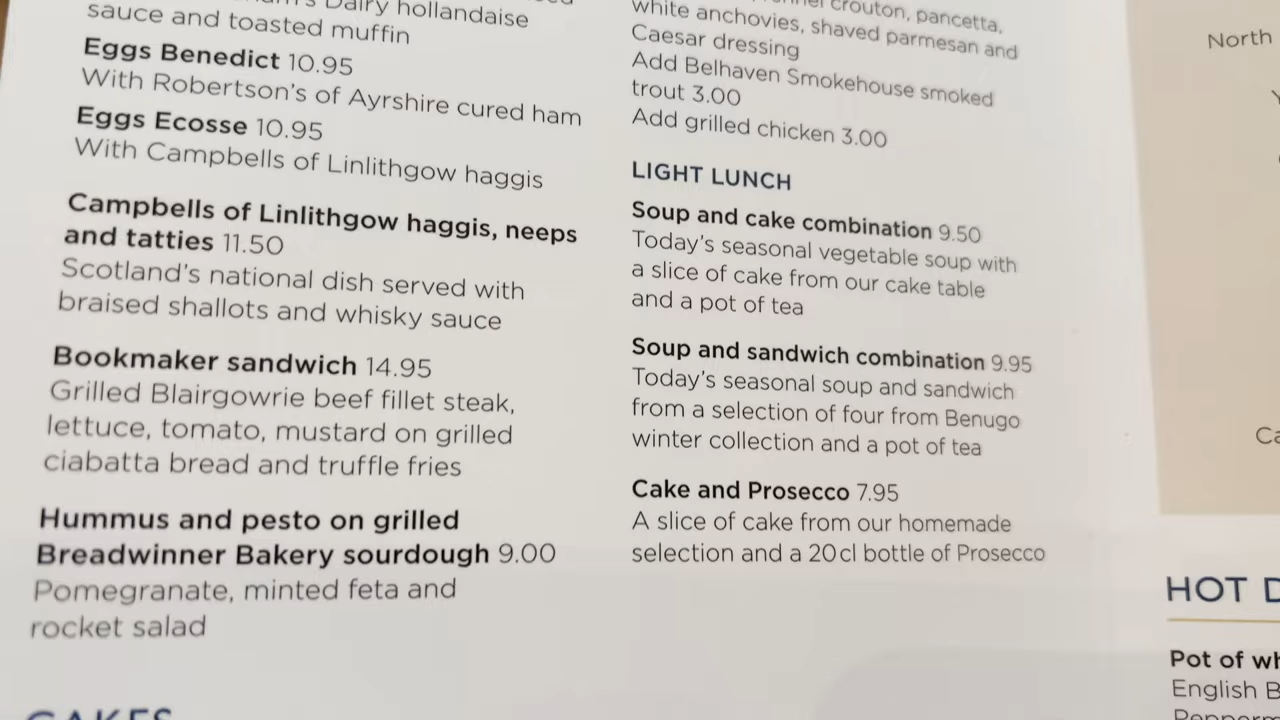 Dairy hollandaise
sauce and toasted muffin
Eggs Benedict 10.95
With Robertson's of Ayrshire cured ham
Eggs Ecosse 10.95
With Campbells of Linlithgow haggis
Campbells of Linlithgow haggis, neeps
and tatties 11.50
Scotland's national dish served with
braised shallots and whisky sauce
Bookmaker sandwich 14.95
Grilled Blairgowrie beef fillet steak,
lettuce, tomato, mustard on grilled
ciabatta bread and truffle fries
Hummus and pesto on grilled
Breadwinner Bakery sourdough 9.00
Pomegranate, minted feta and
rocket salad
CAKES
crouton, pancetta,
white anchovies, shaved parmesan and
Caesar dressing
Add Belhaven Smokehouse smoked
trout 3.00
Add grilled chicken 3.00
LIGHT LUNCH
Soup and cake combination 9.50
Today's seasonal vegetable soup with
a slice of cake from our cake table
and a pot of tea
Soup and sandwich combination 9.95
Today's seasonal soup and sandwich
from a selection of four from Benugo
winter collection and a pot of tea
Cake and Prosecco 7.95
A slice of cake from our homemade
selection and a 20cl bottle of Prosecco
North
HOT
Pot of
English